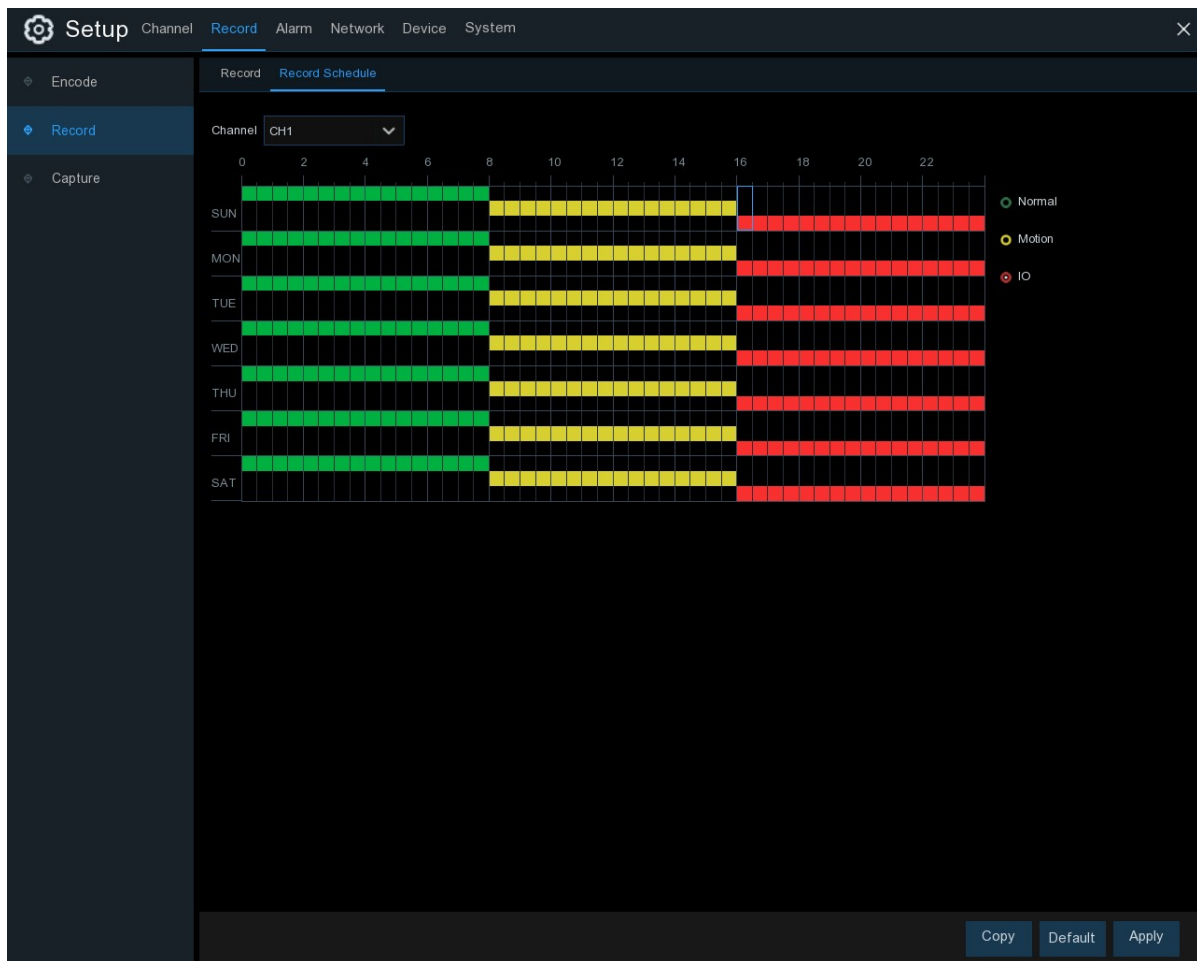 Setup Channel Record Alarm Network Device System
Encode
Record
Capture
Record Record Schedule
Channel CH1
0 2 4 6 8 10 12 14 16 18 20 22
SUN
MON
TUE
WED
THU
FRI
SAT
Normal
Motion
IO
Copy Default Apply